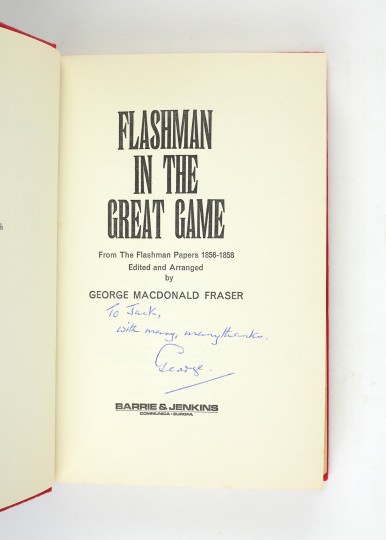 FLASHMAN
IN THE
GREAT GAME
From The Flashman Papers 1856-1858
Edited and Arranged
by
GEORGE MACDONALD FRASER
To Jack,
with many, many thanks.
George.
BARRIE & JENKINS
COMMUNICA - EUROPA